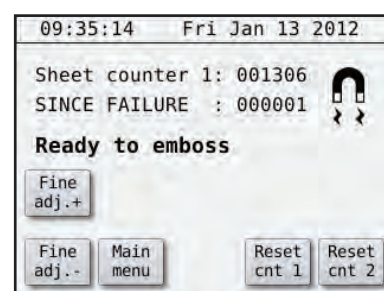 09:35:14 Fri Jan 13 2012
Sheet counter 1: 001306
SINCE FAILURE : 000001
Ready to emboss
Fine
adj.+
Fine
adj.-
Main
menu
Reset
cnt 1
Reset
cnt 2